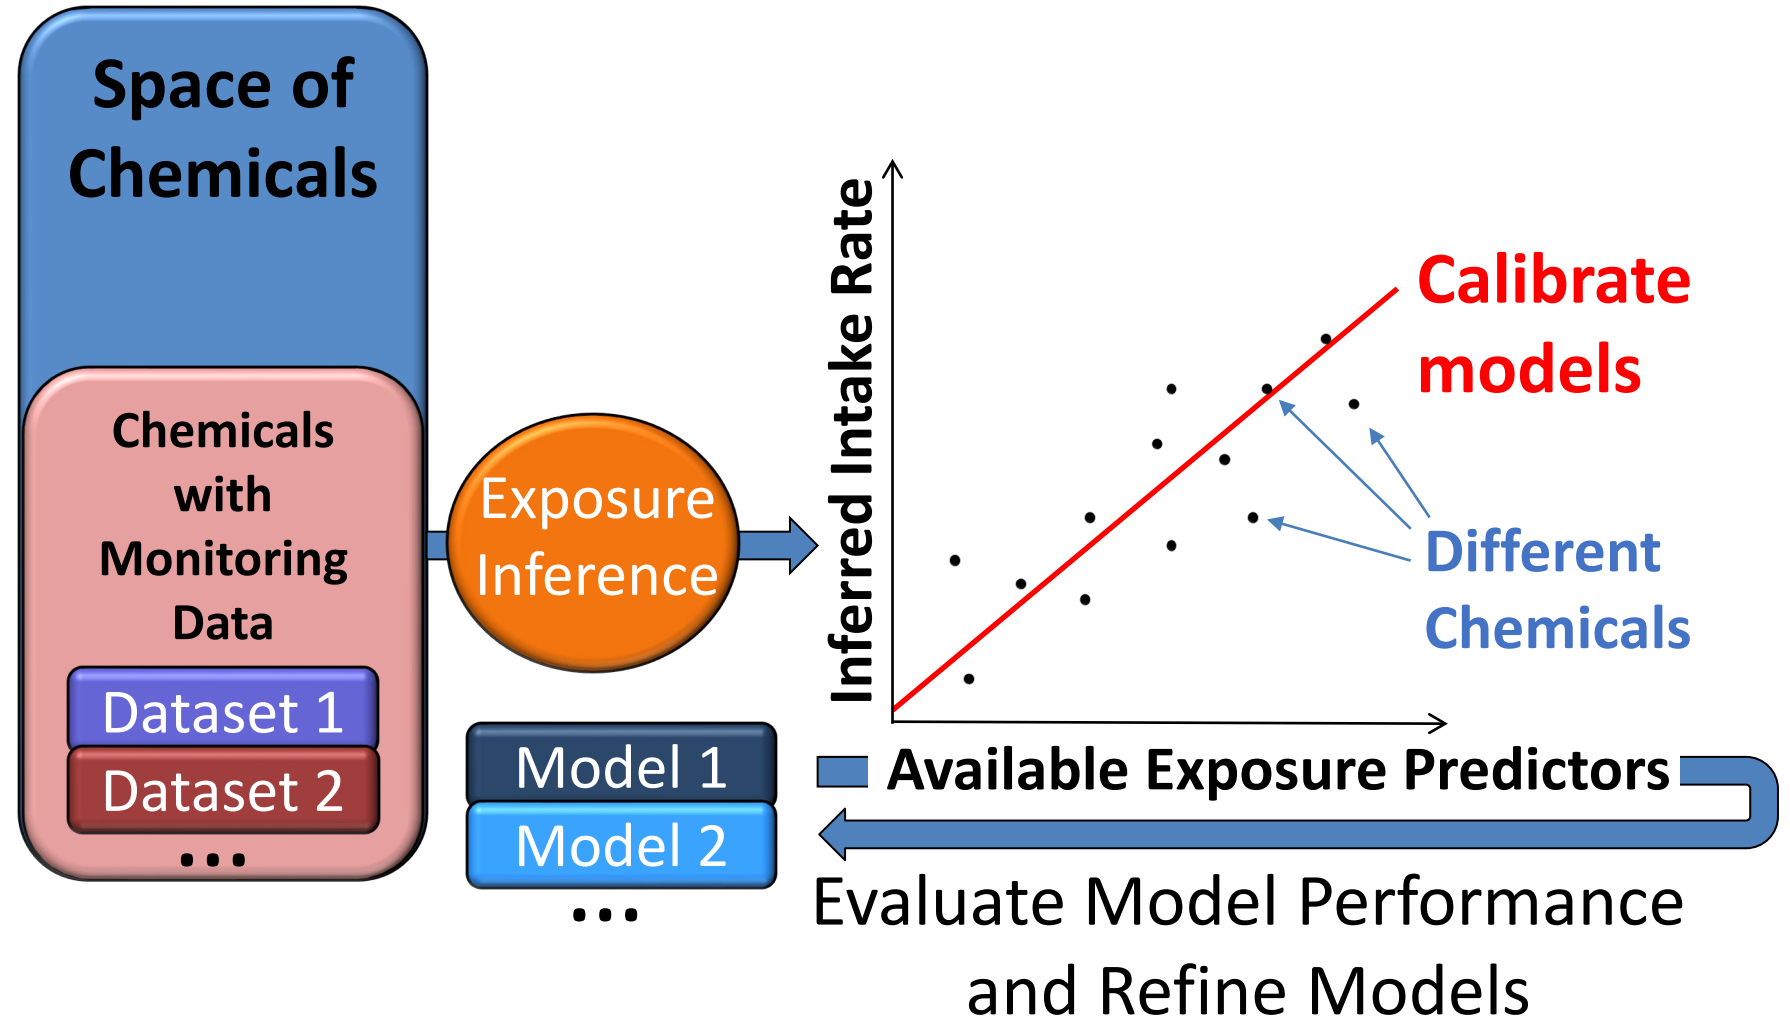 Space of
Chemicals
Chemicals
with
Monitoring
Data
Dataset 1
Dataset 2
...
Exposure
Inference
Model 1
Model 2
...
Inferred Intake Rate
Calibrate
models
Different
Chemicals
Available Exposure Predictors
Evaluate Model Performance
and Refine Models